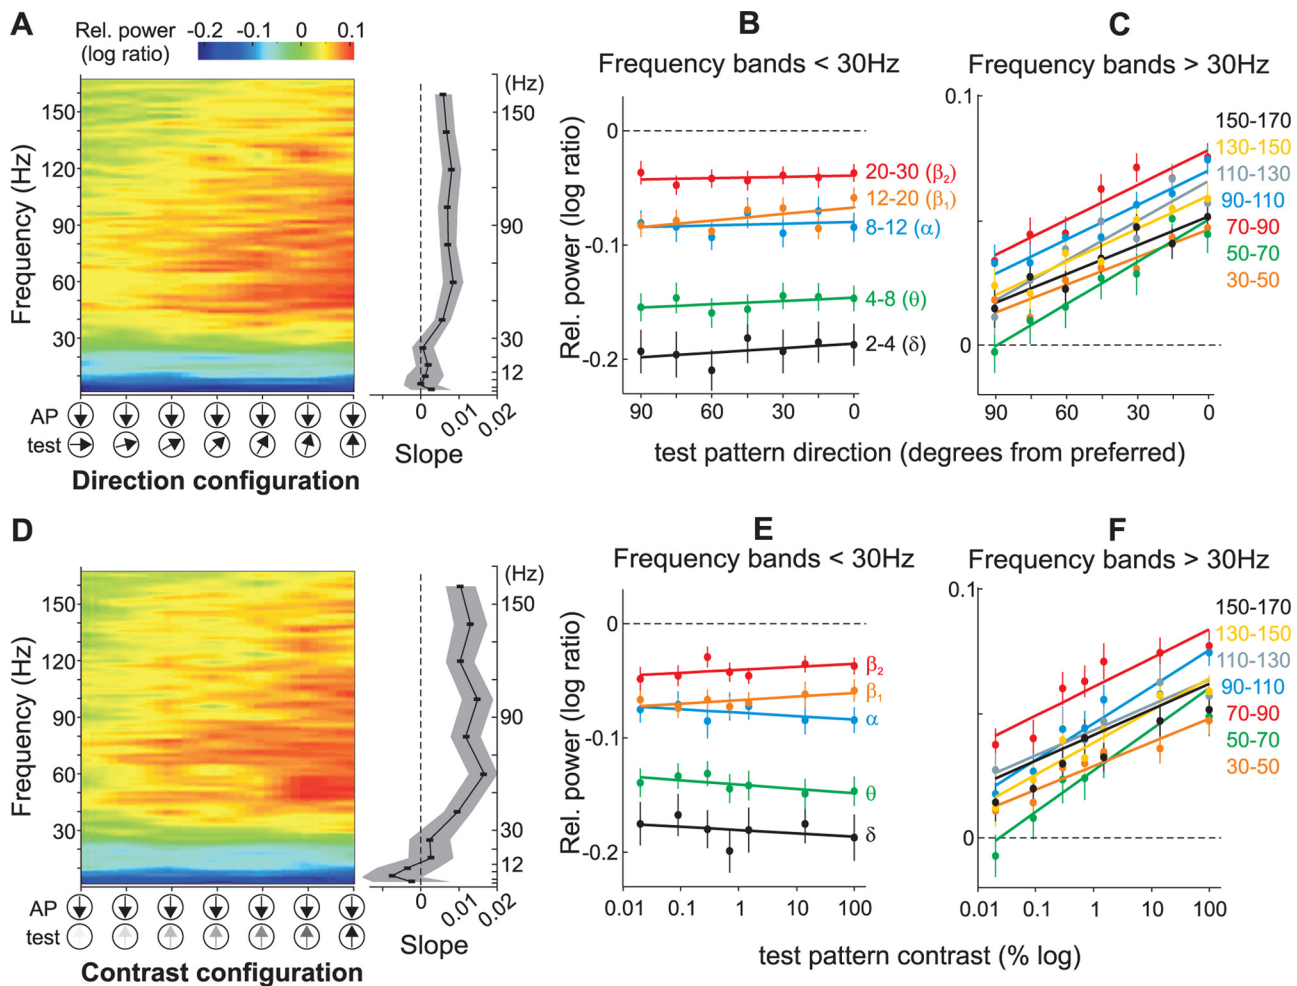 A
Rel. power
(log ratio)
-0.2 -0.1 0 0.1
Frequency (Hz)
150
120
90
60
30
(Hz)
150
90
30
12
0 0.01 0.02
Slope
AP
test
Direction configuration
B
Frequency bands < 30Hz
Rel. power (log ratio)
0
-0.1
-0.2
20-30 (β2)
12-20 (β1)
8-12 (α)
4-8 (θ)
2-4 (δ)
90 60 30 0
C
Frequency bands > 30Hz
0.1
0
150-170
130-150
110-130
90-110
70-90
50-70
30-50
90 60 30 0
test pattern direction (degrees from preferred)
D
Frequency (Hz)
150
120
90
60
30
(Hz)
150
90
30
12
0 0.01 0.02
Slope
AP
test
Contrast configuration
E
Frequency bands < 30Hz
Rel. power (log ratio)
0
-0.1
-0.2
β2
β1
α
θ
δ
0.01 0.1 1 10 100
F
Frequency bands > 30Hz
0.1
0
150-170
130-150
110-130
90-110
70-90
50-70
30-50
0.01 0.1 1 10 100
test pattern contrast (% log)